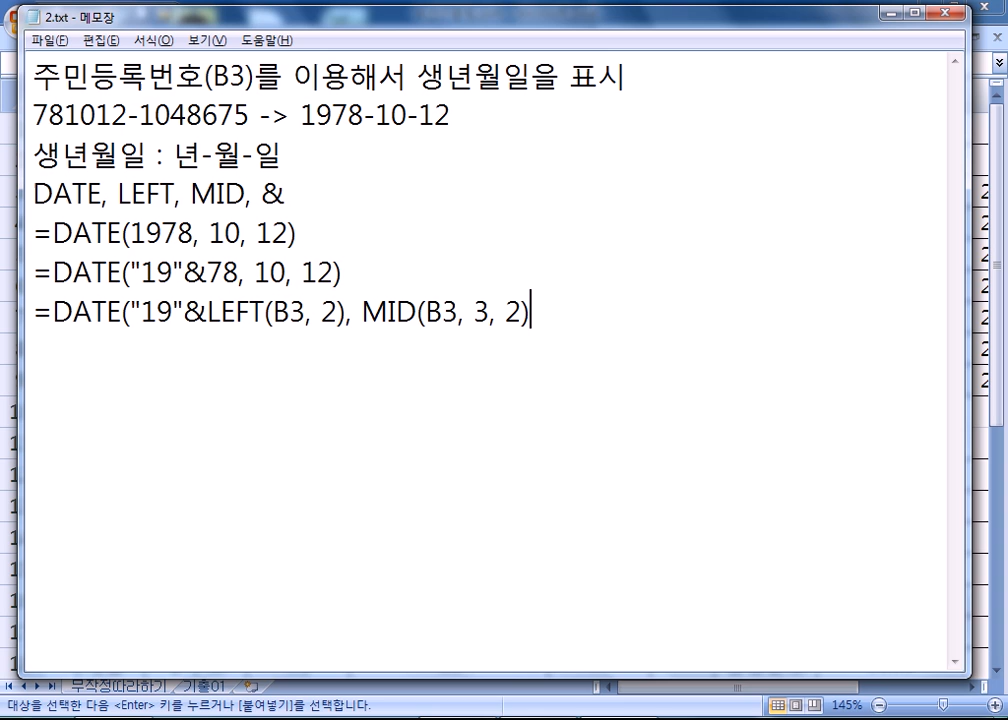 2.txt - 메모장
파일(F) 편집(E) 서식(O) 보기(V) 도움말(H)
주민등록번호(B3)를 이용해서 생년월일을 표시
781012-1048675 -> 1978-10-12
생년월일 : 년-월-일
DATE, LEFT, MID, &
=DATE(1978, 10, 12)
=DATE("19"&78, 10, 12)
=DATE("19"&LEFT(B3, 2), MID(B3, 3, 2)
무작정따라하기 기출01
대상을 선택한 다음 <Enter> 키를 누르거나 [붙여넣기]를 선택합니다. 145%